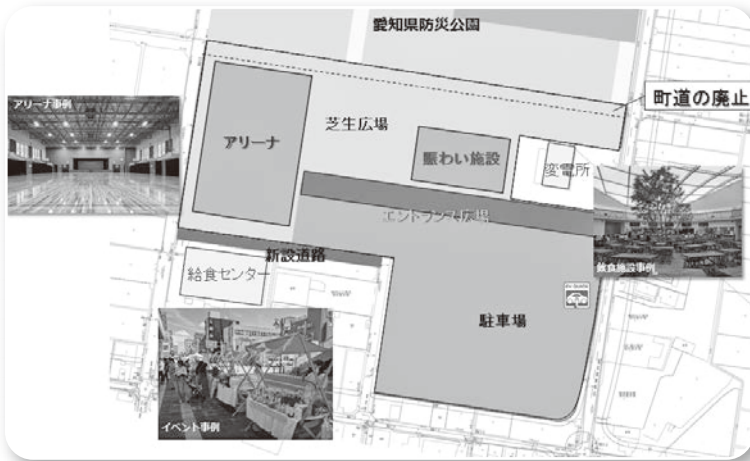 愛知県防災公園
町道の廃止
アリーナ事例
芝生広場
アリーナ
賑わい施設
変電所
エントランス広場
新設道路
給食センター
飲食施設事例
駐車場
イベント事例